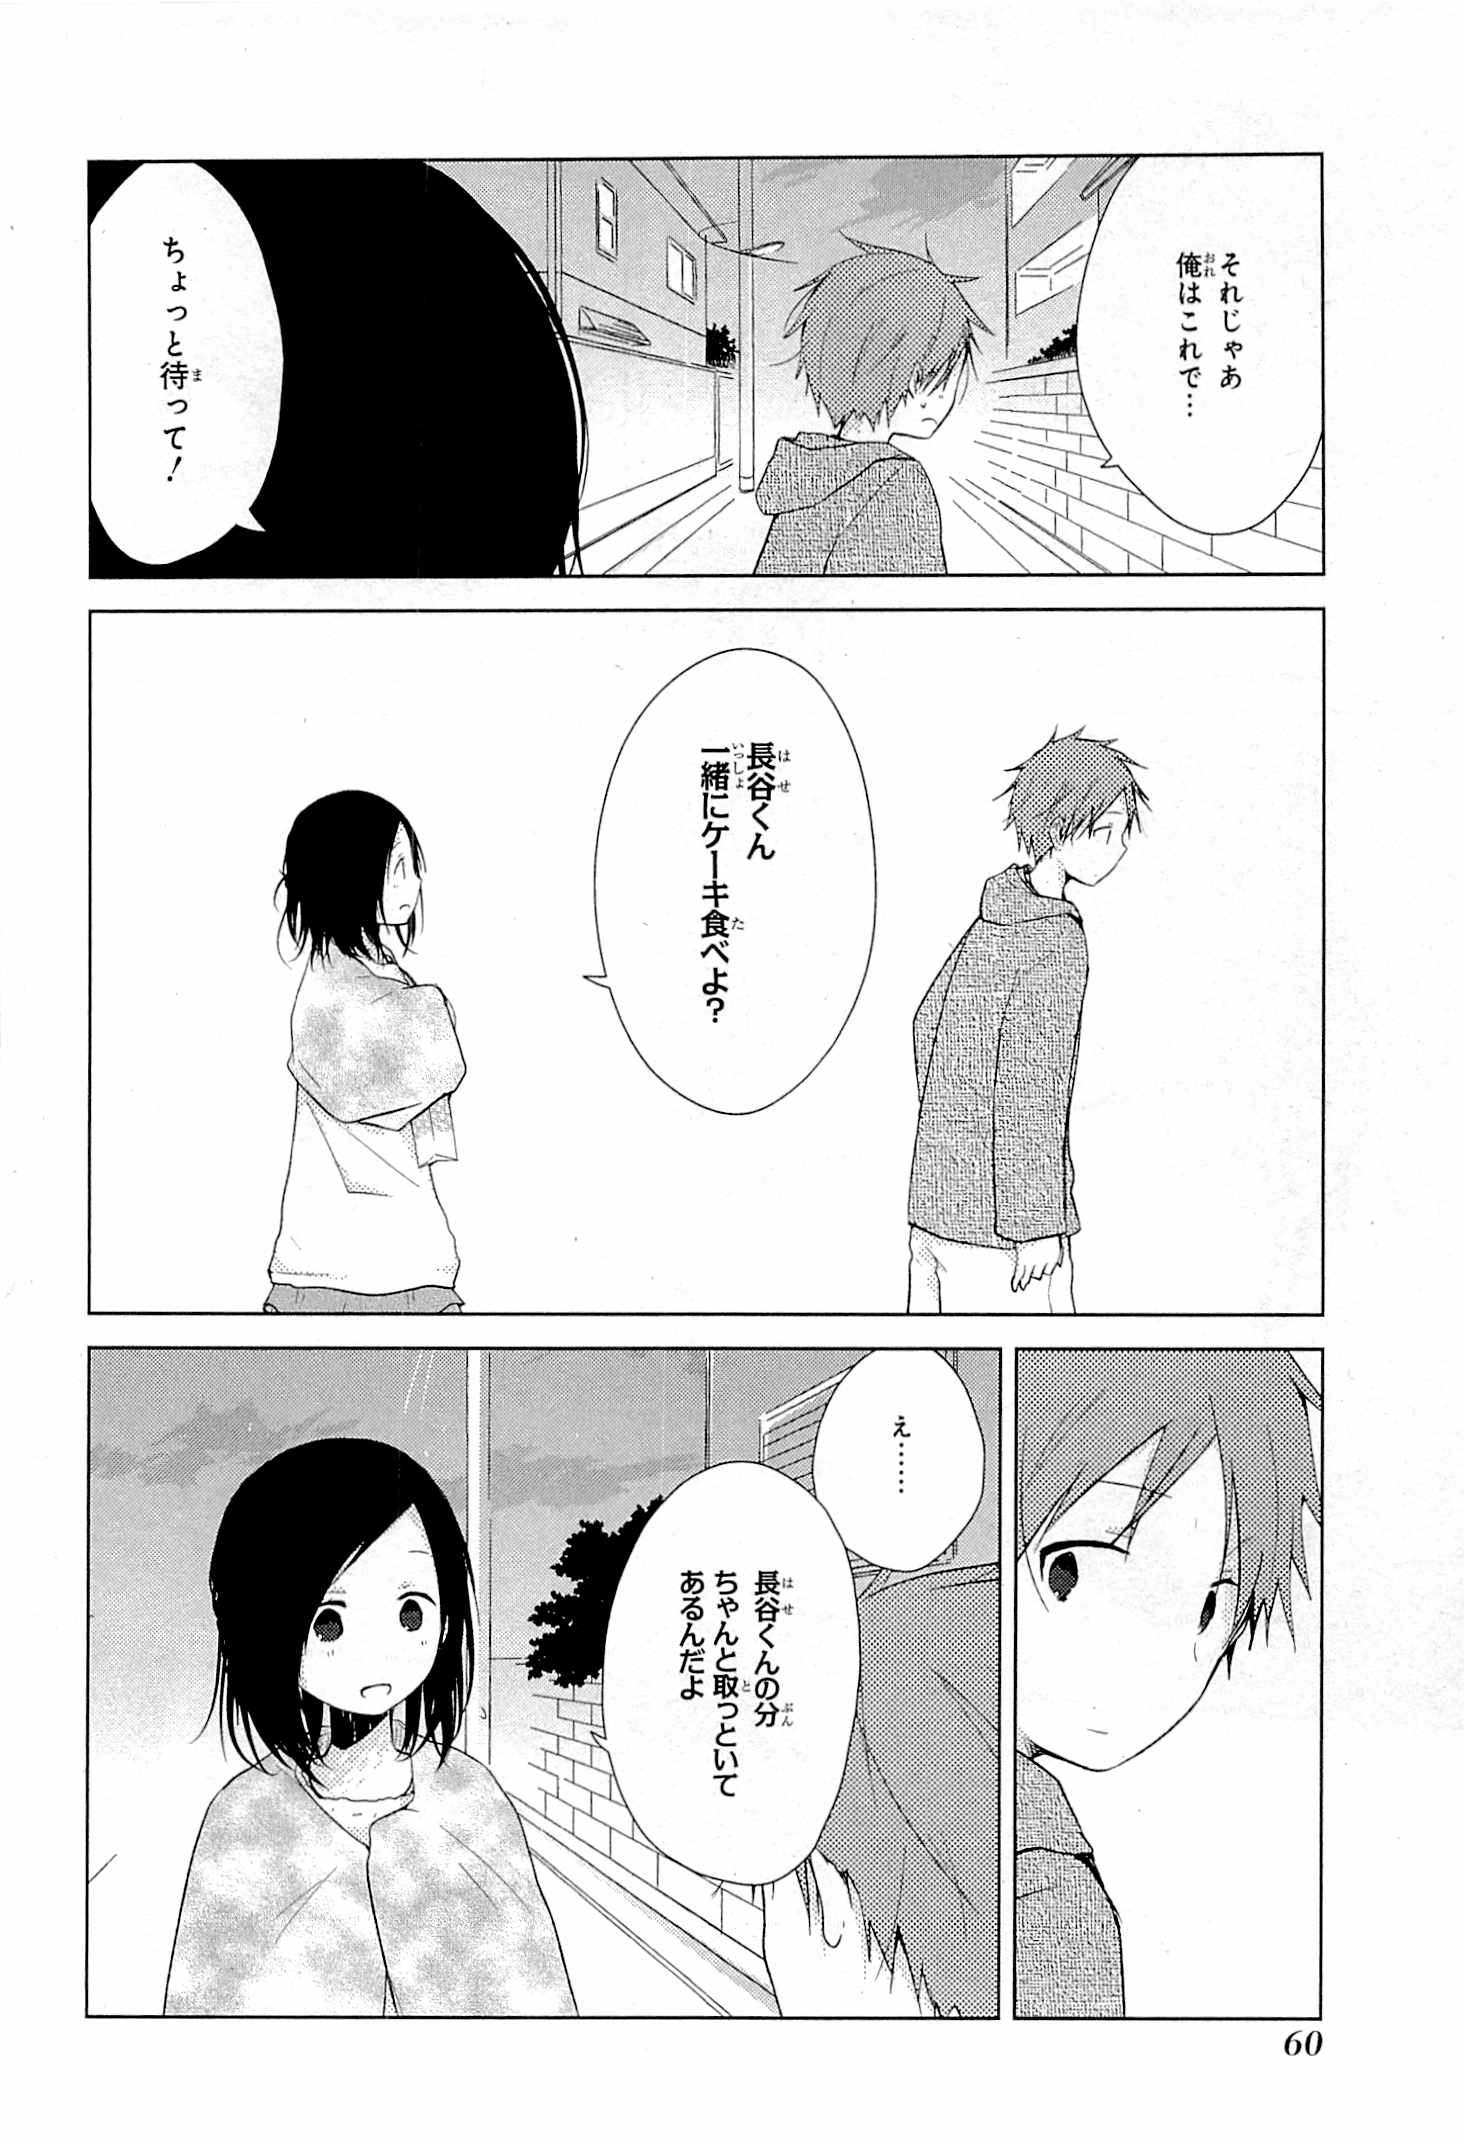 それじゃあ
俺はこれで…
ちょっと待って！
長谷くん
一緒にケーキ食べよ？
え……
長谷くんの分
ちゃんと取っといて
あるんだよ
60